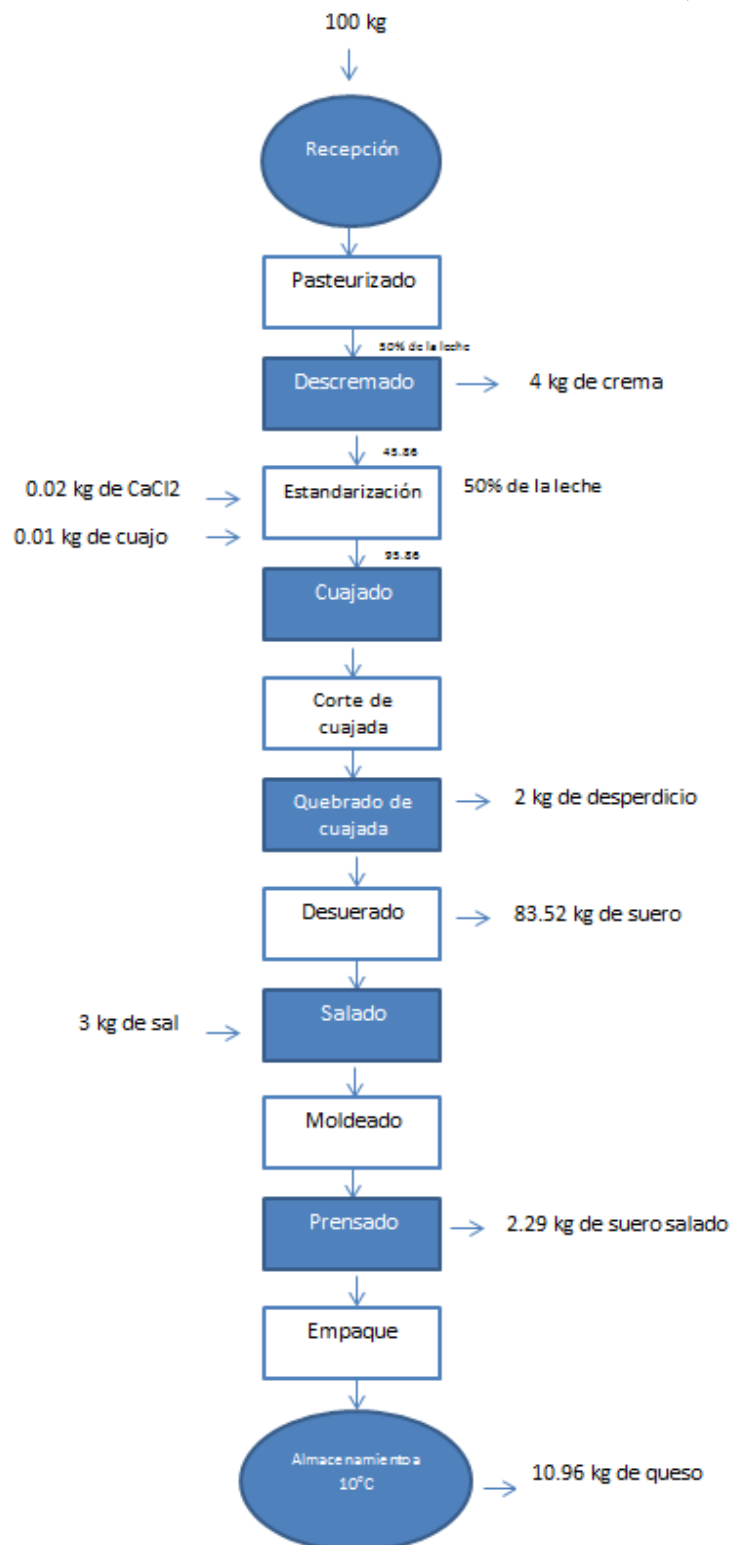 100 kg
Recepción
Pasteurizado
50% de la leche
Descremado
4 kg de crema
45.86
0.02 kg de CaCl2
Estandarización
50% de la leche
0.01 kg de cuajo
95.86
Cuajado
Corte de
cuajada
Quebrado de
cuajada
2 kg de desperdicio
Desuerado
83.52 kg de suero
3 kg de sal
Salado
Moldeado
Prensado
2.29 kg de suero salado
Empaque
Almacenamiento a
10°C
10.96 kg de queso